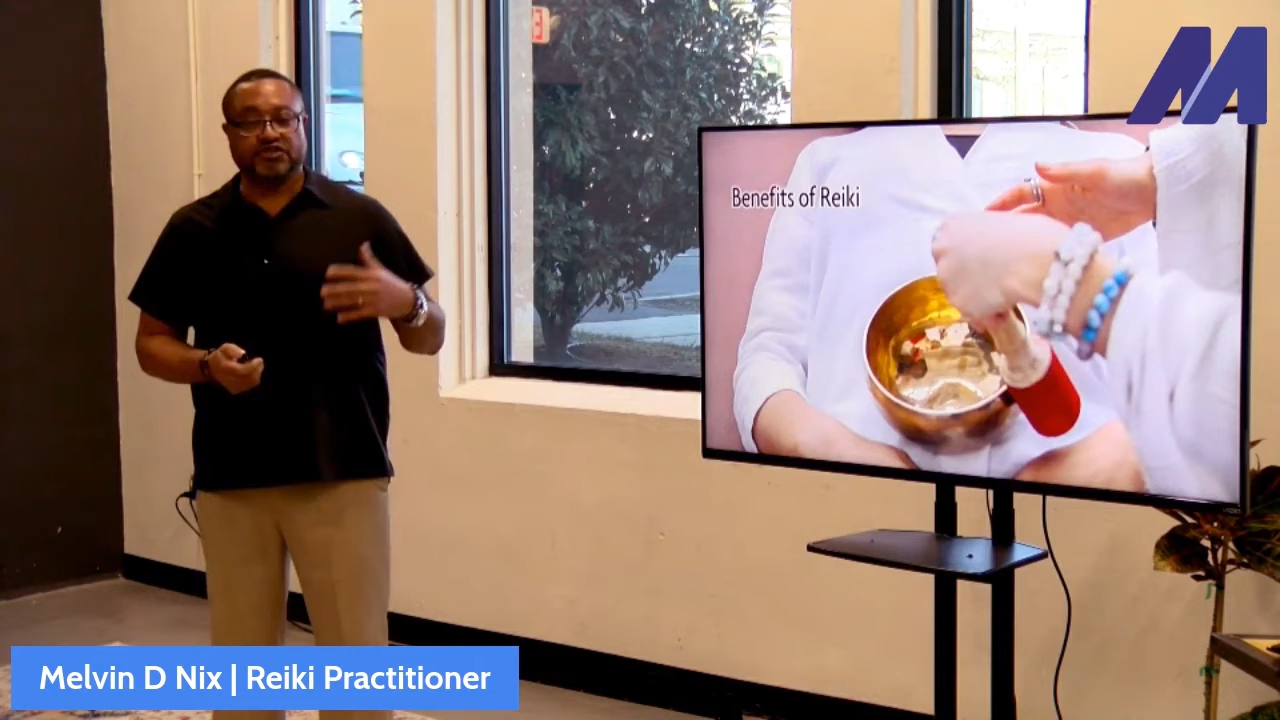 Benefits of Reiki
Melvin D Nix | Reiki Practitioner